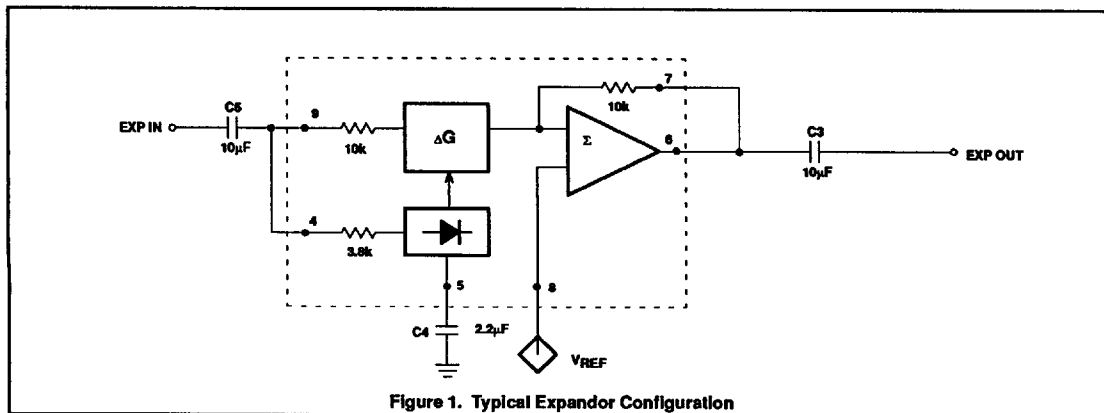 7
10k
C5
EXP IN
10µF
9
10k
ΔG
Σ
6
C3
10µF
EXP OUT
4
3.8k
5
8
C4
2.2µF
VREF
Figure 1. Typical Expandor Configuration